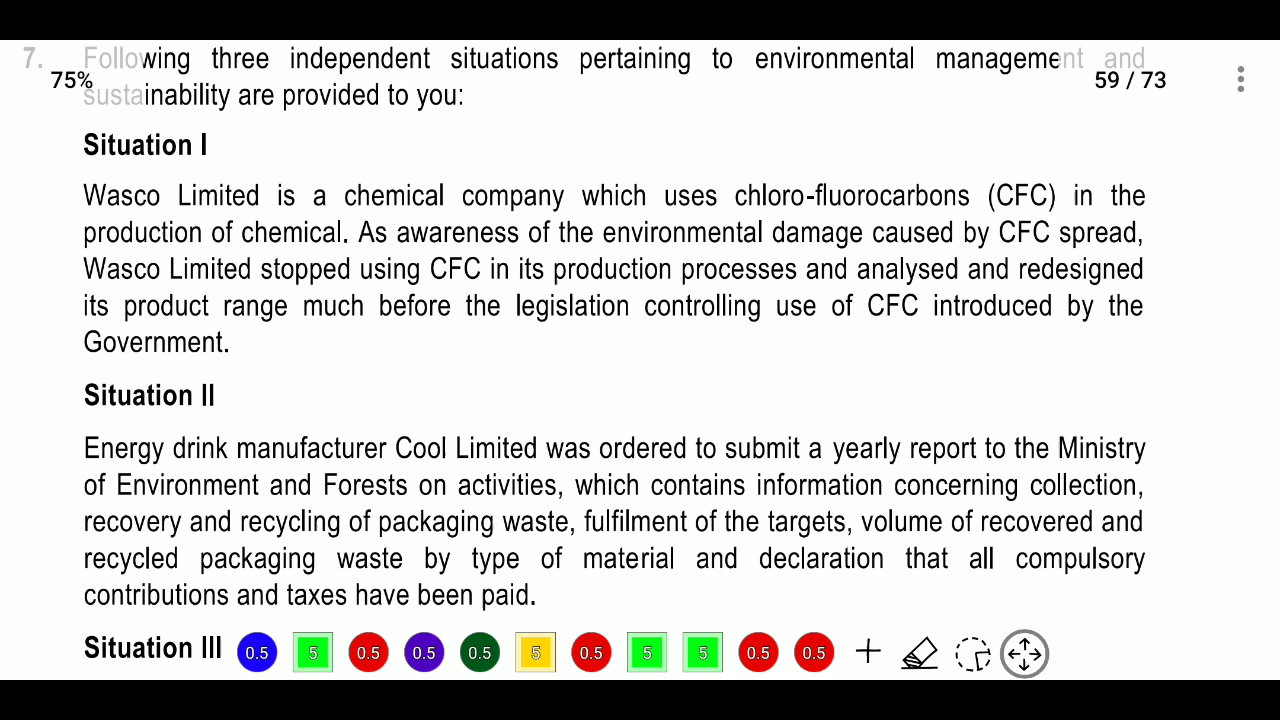 7. Following three independent situations pertaining to environmental management and
75%
59 / 73
sustainability are provided to you:
Situation I
Wasco Limited is a chemical company which uses chloro-fluorocarbons (CFC) in the
production of chemical. As awareness of the environmental damage caused by CFC spread,
Wasco Limited stopped using CFC in its production processes and analysed and redesigned
its product range much before the legislation controlling use of CFC introduced by the
Government.
Situation II
Energy drink manufacturer Cool Limited was ordered to submit a yearly report to the Ministry
of Environment and Forests on activities, which contains information concerning collection,
recovery and recycling of packaging waste, fulfilment of the targets, volume of recovered and
recycled packaging waste by type of material and declaration that all compulsory
contributions and taxes have been paid.
Situation III
0.5 5 0.5 0.5 0.5 5 0.5 5 5 0.5 0.5